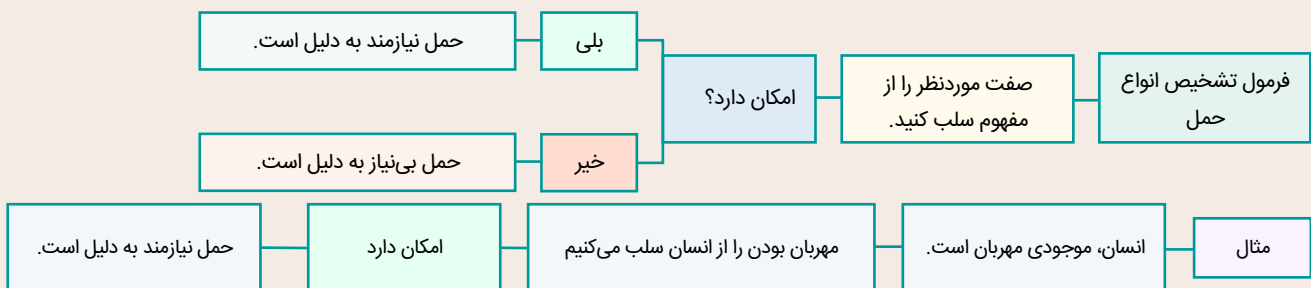 فرمول تشخیص انواع
حمل
صفت موردنظر را از
مفهوم سلب کنید.
امکان دارد؟
بلی
حمل نیازمند به دلیل است.
خیر
حمل بی‌نیاز به دلیل است.
مثال
انسان، موجودی مهربان است.
مهربان بودن را از انسان سلب می‌کنیم
امکان دارد
حمل نیازمند به دلیل است.